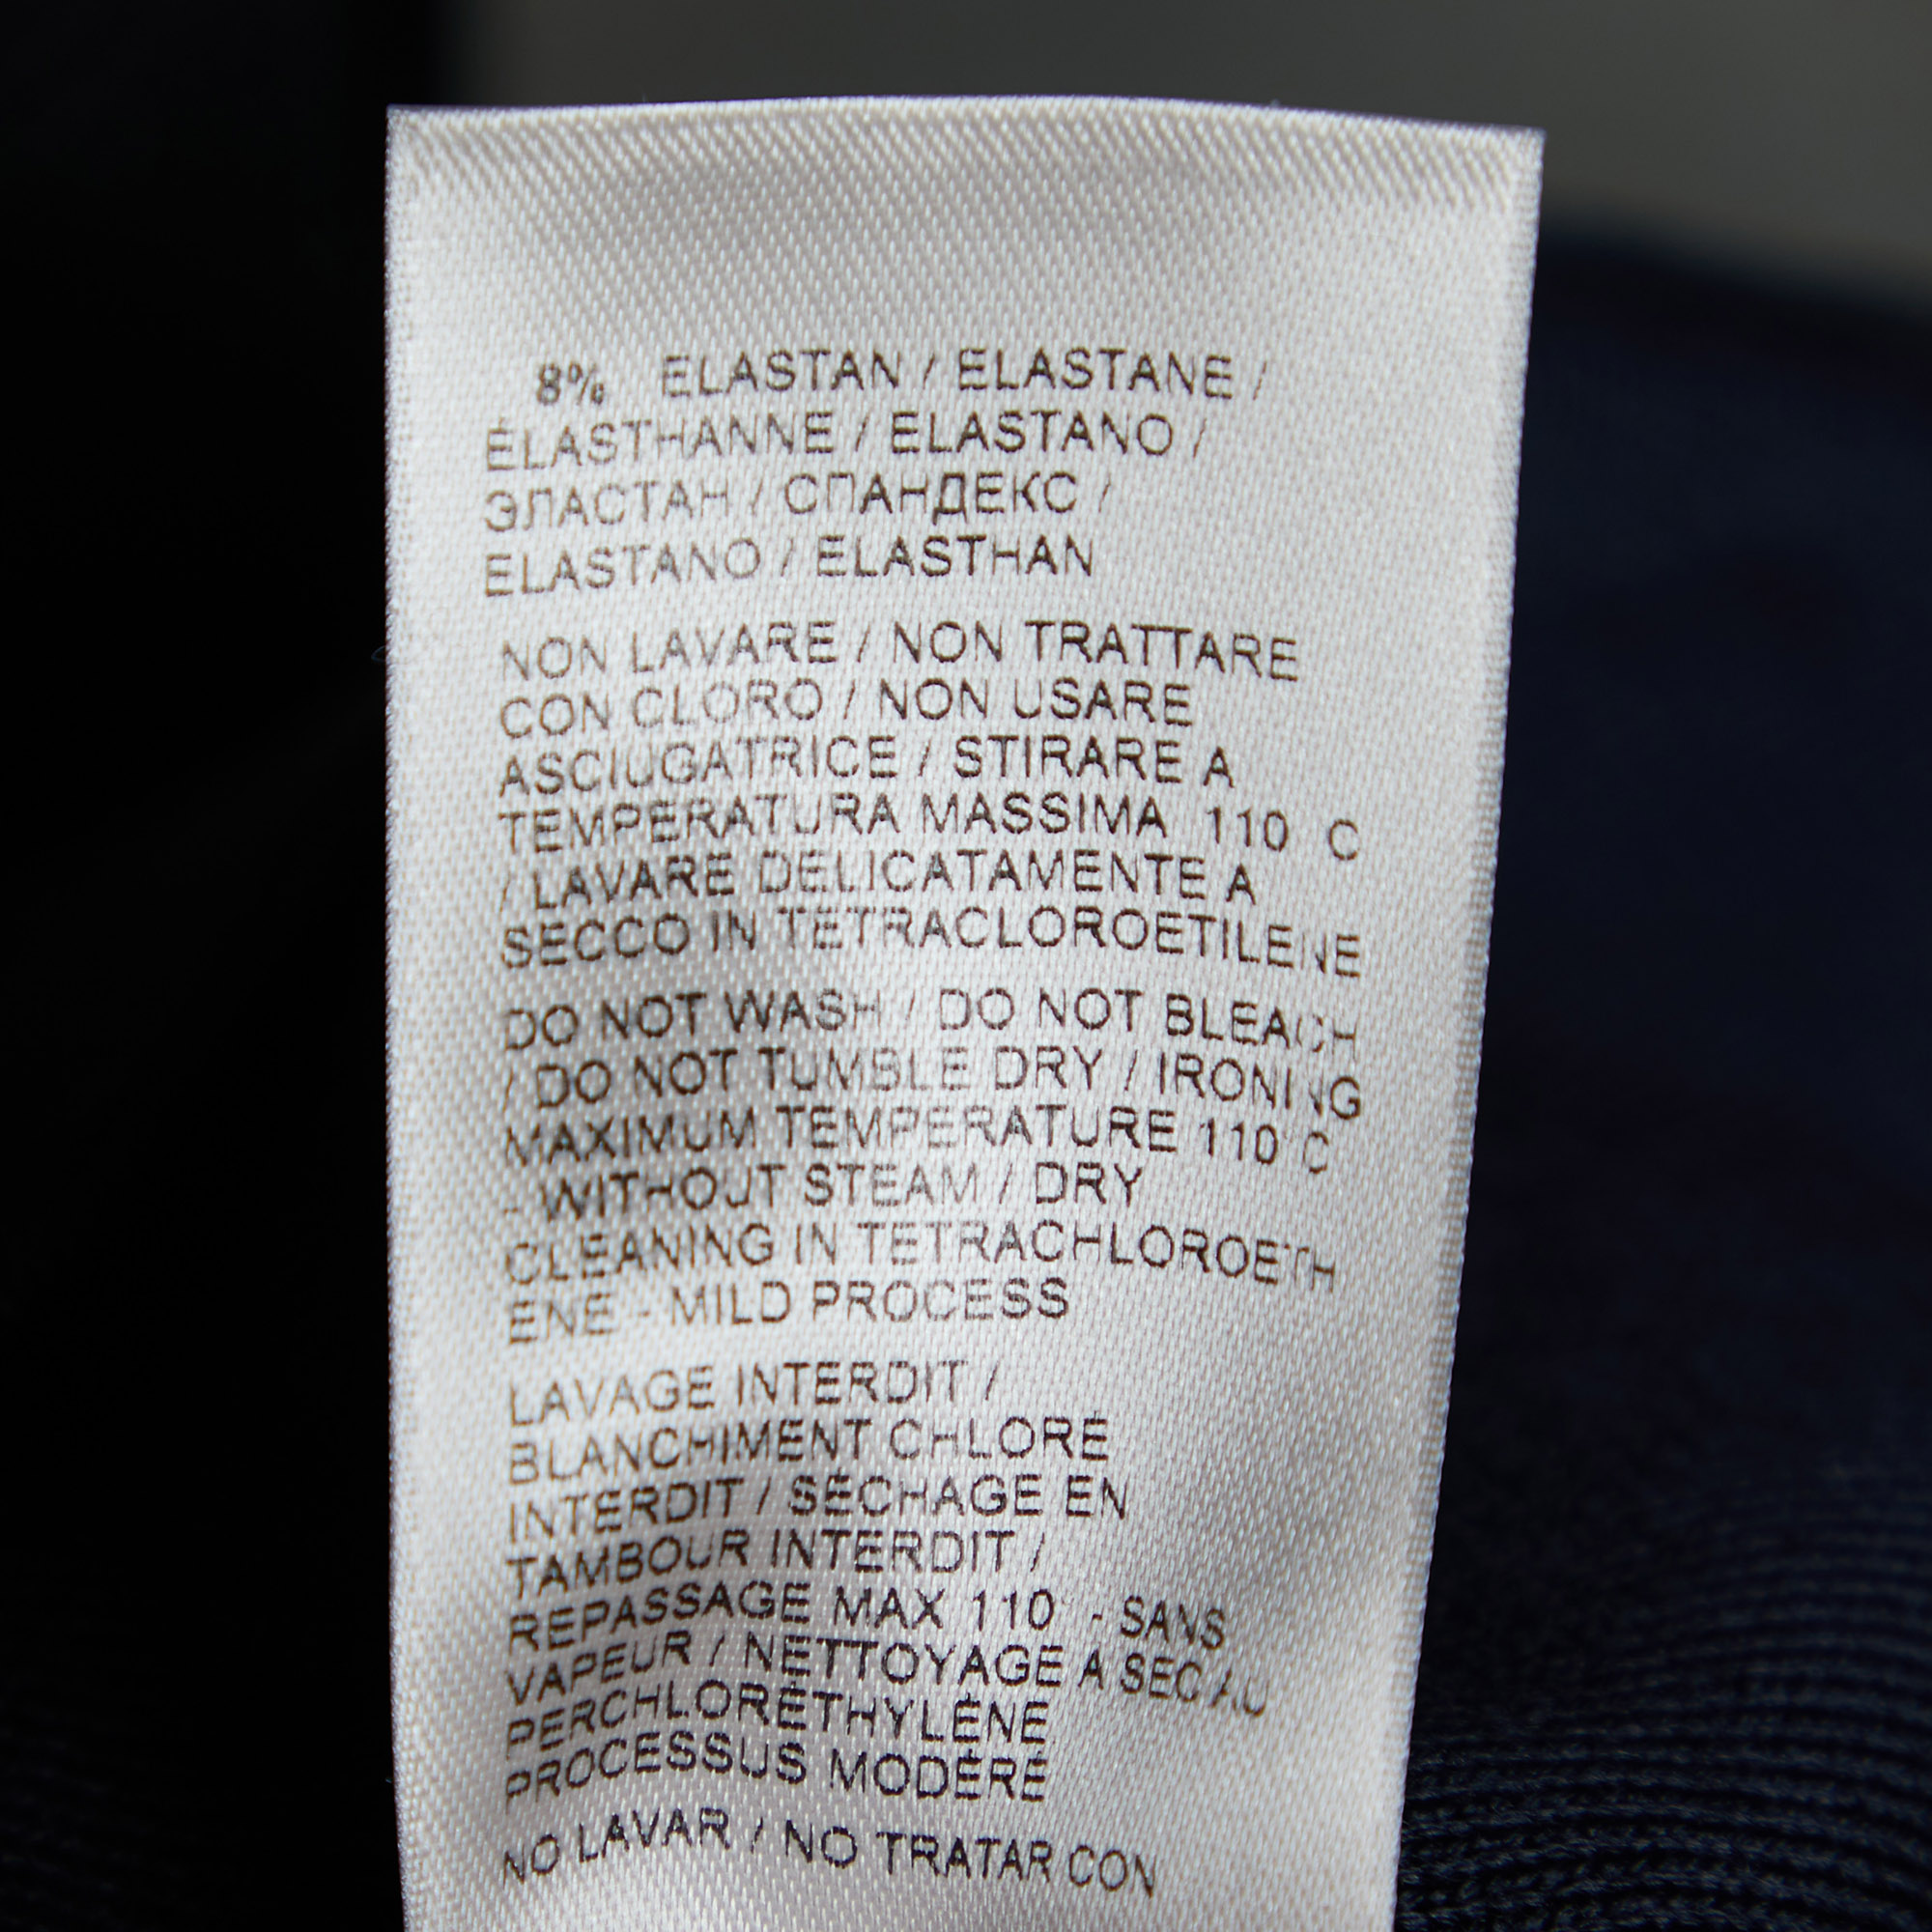 8% ELASTAN / ELASTANE /
ÉLASTHANNE / ELASTANO /
ЭЛАСТАН / СПАНДЕКС /
ELASTANO / ELASTHAN
NON LAVARE / NON TRATTARE
CON CLORO / NON USARE
ASCIUGATRICE / STIRARE A
TEMPERATURA MASSIMA 110 C
/ LAVARE DELICATAMENTE A
SECCO IN TETRACLOROETILENE
DO NOT WASH / DO NOT BLEACH
/ DO NOT TUMBLE DRY / IRONING
MAXIMUM TEMPERATURE 110 C
- WITHOUT STEAM / DRY
CLEANING IN TETRACHLOROETH
ENE - MILD PROCESS
LAVAGE INTERDIT /
BLANCHIMENT CHLORÉ
INTERDIT / SÉCHAGE EN
TAMBOUR INTERDIT /
REPASSAGE MAX 110 - SANS
VAPEUR / NETTOYAGE A SEC AU
PERCHLORÉTHYLÉNE
PROCESSUS MODÉRÉ
NO LAVAR / NO TRATAR CON